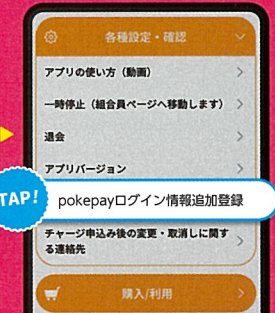 各種設定・確認
アプリの使い方（動画）
一時停止（組合員ページへ移動します）
退会
アプリバージョン
TAP!
pokepayログイン情報追加登録
チャージ申込み後の変更・取消しに関す
る連絡先
購入/利用